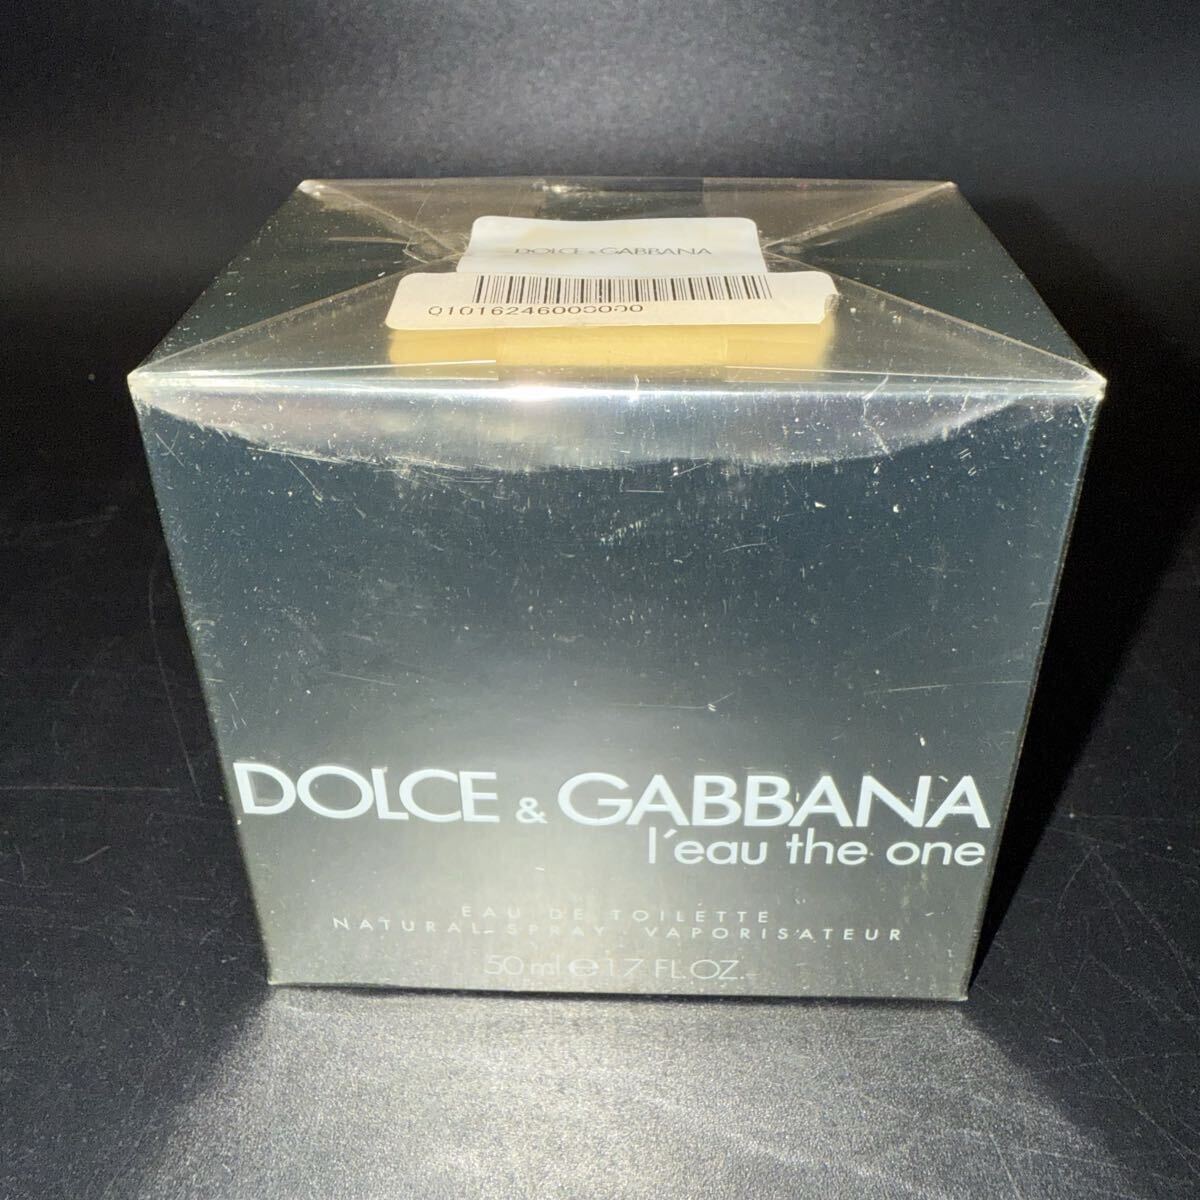 DOLCE & GABBANA
01016246003000
DOLCE & GABBANA
l'eau the one
EAU DE TOILETTE
NATURAL SPRAY · VAPORISATEUR
50 ml ℮ 1.7 FL.OZ.